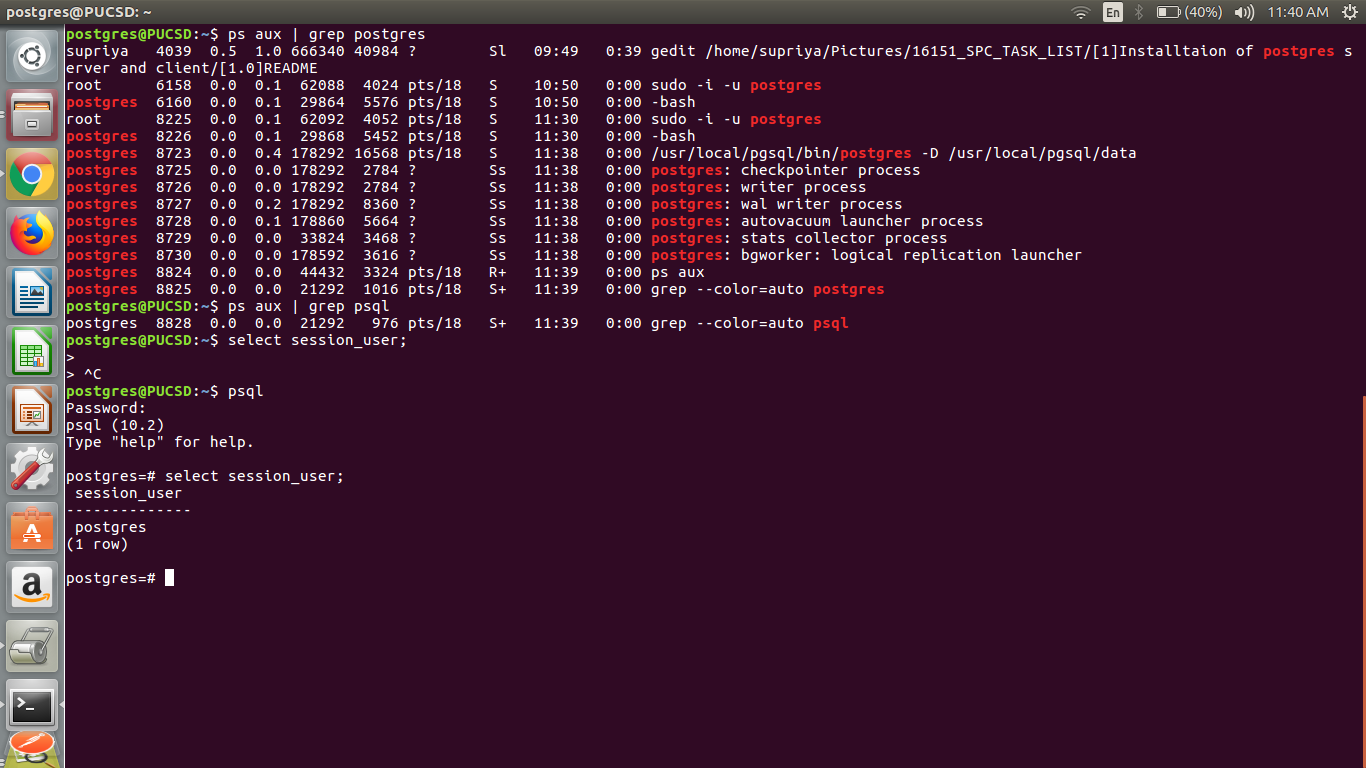 postgres@PUCSD: ~
En
(40%)
11:40 AM
postgres@PUCSD:~$ ps aux | grep postgres
supriya   4039  0.5  1.0 666340 40984 ?        Sl   09:49   0:39 gedit /home/supriya/Pictures/16151_SPC_TASK_LIST/[1]Installtaion of postgres s
erver and client/[1.0]README
root      6158  0.0  0.1  62088  4024 pts/18   S    10:50   0:00 sudo -i -u postgres
postgres  6160  0.0  0.1  29864  5576 pts/18   S    10:50   0:00 -bash
root      8225  0.0  0.1  62092  4052 pts/18   S    11:30   0:00 sudo -i -u postgres
postgres  8226  0.0  0.1  29868  5452 pts/18   S    11:30   0:00 -bash
postgres  8723  0.0  0.4 178292 16568 pts/18   S    11:38   0:00 /usr/local/pgsql/bin/postgres -D /usr/local/pgsql/data
postgres  8725  0.0  0.0 178292  2784 ?        Ss   11:38   0:00 postgres: checkpointer process
postgres  8726  0.0  0.0 178292  2784 ?        Ss   11:38   0:00 postgres: writer process
postgres  8727  0.0  0.2 178292  8360 ?        Ss   11:38   0:00 postgres: wal writer process
postgres  8728  0.0  0.1 178860  5664 ?        Ss   11:38   0:00 postgres: autovacuum launcher process
postgres  8729  0.0  0.0  33824  3468 ?        Ss   11:38   0:00 postgres: stats collector process
postgres  8730  0.0  0.0 178592  3616 ?        Ss   11:38   0:00 postgres: bgworker: logical replication launcher
postgres  8824  0.0  0.0  44432  3324 pts/18   R+   11:39   0:00 ps aux
postgres  8825  0.0  0.0  21292  1016 pts/18   S+   11:39   0:00 grep --color=auto postgres
postgres@PUCSD:~$ ps aux | grep psql
postgres  8828  0.0  0.0  21292   976 pts/18   S+   11:39   0:00 grep --color=auto psql
postgres@PUCSD:~$ select session_user;
>
> ^C
postgres@PUCSD:~$ psql
Password:
psql (10.2)
Type "help" for help.
postgres=# select session_user;
 session_user
--------------
 postgres
(1 row)
postgres=#